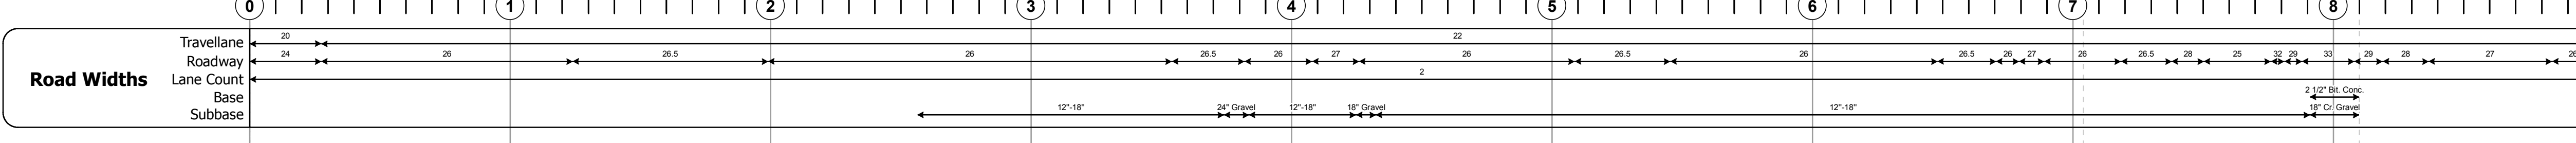 0 1 2 3 4 5 6 7 8
Road Widths
Travellane 20 22
Roadway 24 26 26.5 26 26.5 26 27 26 26.5 26 26.5 26 27 26 26.5 28 25 32 29 33 29 28 27 26
Lane Count 2
Base 2 1/2" Bit. Conc.
Subbase 12"-18" 24" Gravel 12"-18" 18" Gravel 12"-18" 18" Cr. Gravel